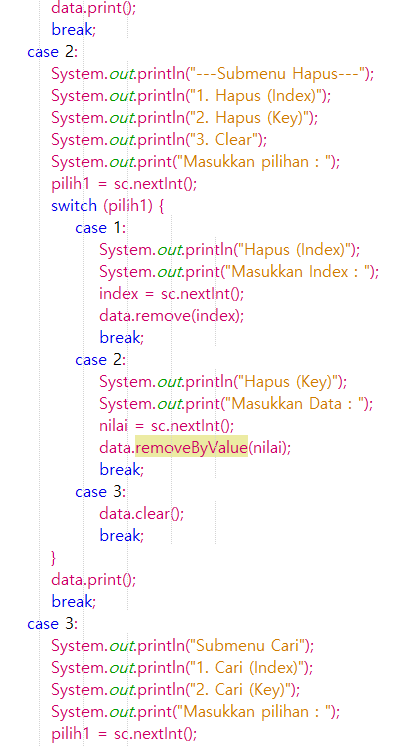 data.print();
break;
case 2:
System.out.println("---Submenu Hapus---");
System.out.println("1. Hapus (Index)");
System.out.println("2. Hapus (Key)");
System.out.println("3. Clear");
System.out.print("Masukkan pilihan : ");
pilih1 = sc.nextInt();
switch (pilih1) {
case 1:
System.out.println("Hapus (Index)");
System.out.print("Masukkan Index : ");
index = sc.nextInt();
data.remove(index);
break;
case 2:
System.out.println("Hapus (Key)");
System.out.print("Masukkan Data : ");
nilai = sc.nextInt();
data.removeByValue(nilai);
break;
case 3:
data.clear();
break;
}
data.print();
break;
case 3:
System.out.println("Submenu Cari");
System.out.println("1. Cari (Index)");
System.out.println("2. Cari (Key)");
System.out.print("Masukkan pilihan : ");
pilih1 = sc.nextInt();